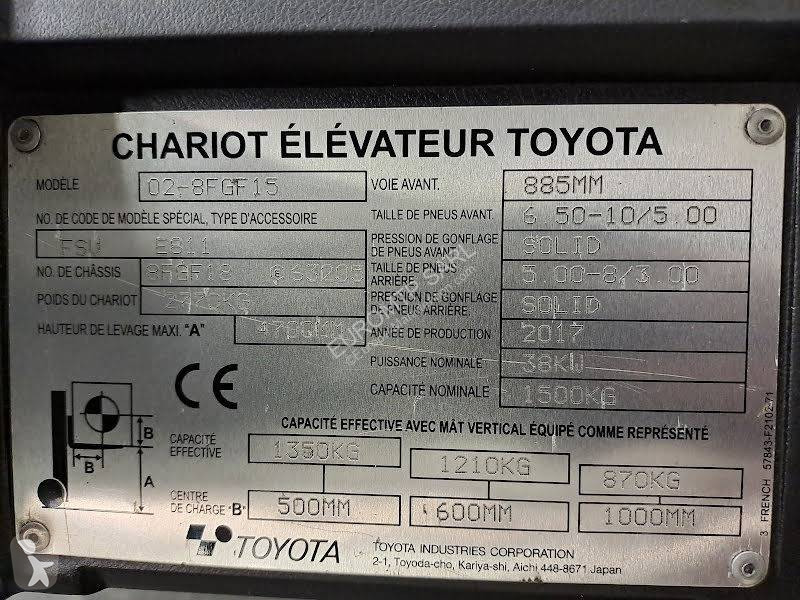 CHARIOT ÉLÉVATEUR TOYOTA
MODÈLE 02-8FGF15
NO. DE CODE DE MODÈLE SPÉCIAL, TYPE D'ACCESSOIRE
FSV E811
NO. DE CHÂSSIS
POIDS DU CHARIOT
HAUTEUR DE LEVAGE MAXI. "A"
VOIE AVANT. 885MM
TAILLE DE PNEUS AVANT. 6 50-10/5.00
PRESSION DE GONFLAGE DE PNEUS AVANT. SOLID
TAILLE DE PNEUS ARRIÈRE. 5.00-8/3.00
PRESSION DE GONFLAGE DE PNEUS ARRIÈRE. SOLID
ANNÉE DE PRODUCTION 2017
PUISSANCE NOMINALE 38KW
CAPACITÉ NOMINALE 1500KG
CE
B
B
A
CAPACITÉ EFFECTIVE AVEC MÂT VERTICAL ÉQUIPÉ COMME REPRÉSENTÉ
CAPACITÉ EFFECTIVE 1350KG 1210KG 870KG
CENTRE DE CHARGE "B" 500MM 600MM 1000MM
TOYOTA
TOYOTA INDUSTRIES CORPORATION
2-1, Toyoda-cho, Kariya-shi, Aichi 448-8671 Japan
3 FRENCH 57843-F2102-71